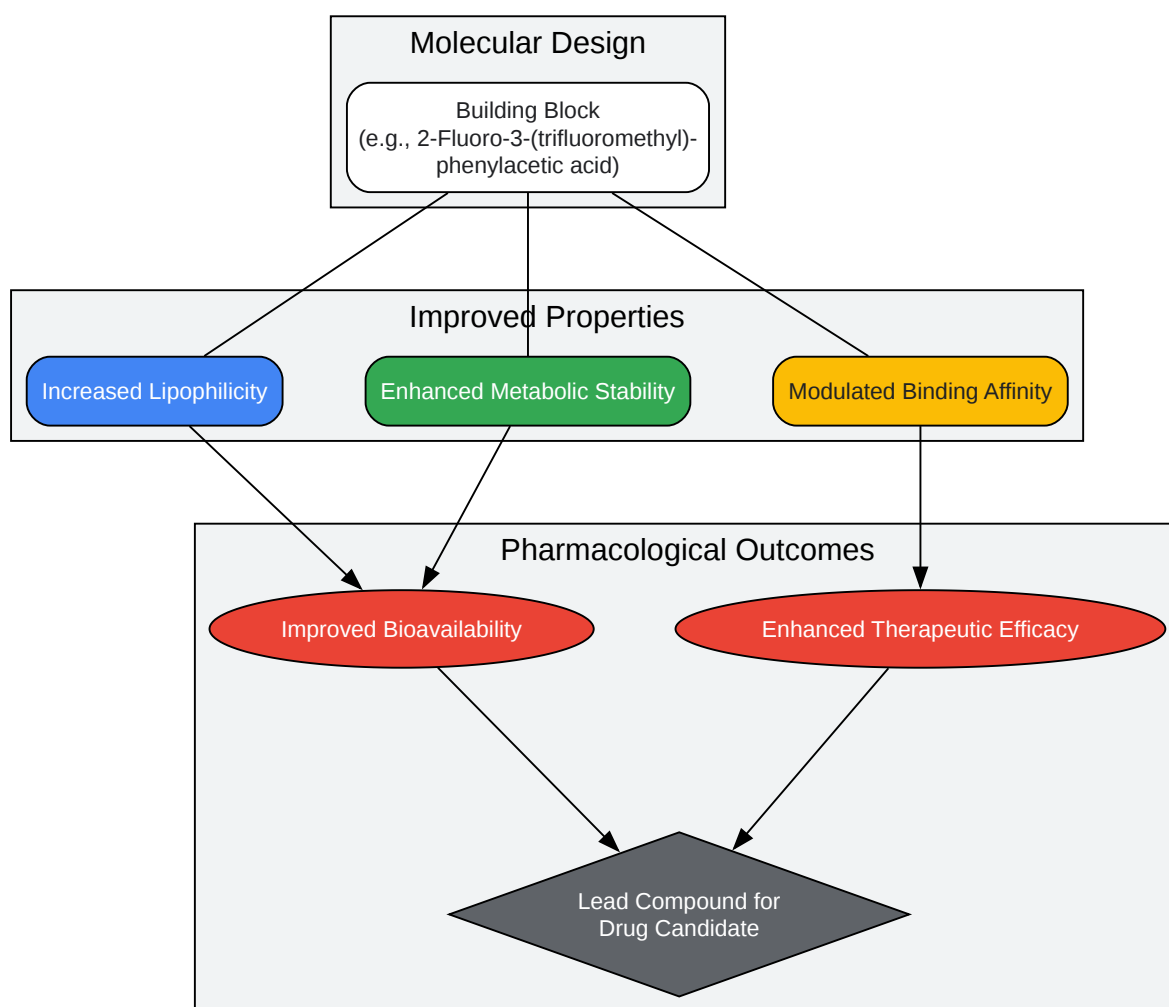 Molecular Design
Building Block
(e.g., 2-Fluoro-3-(trifluoromethyl)-
phenylacetic acid)
Improved Properties
Increased Lipophilicity
Enhanced Metabolic Stability
Modulated Binding Affinity
Pharmacological Outcomes
Improved Bioavailability
Enhanced Therapeutic Efficacy
Lead Compound for
Drug Candidate